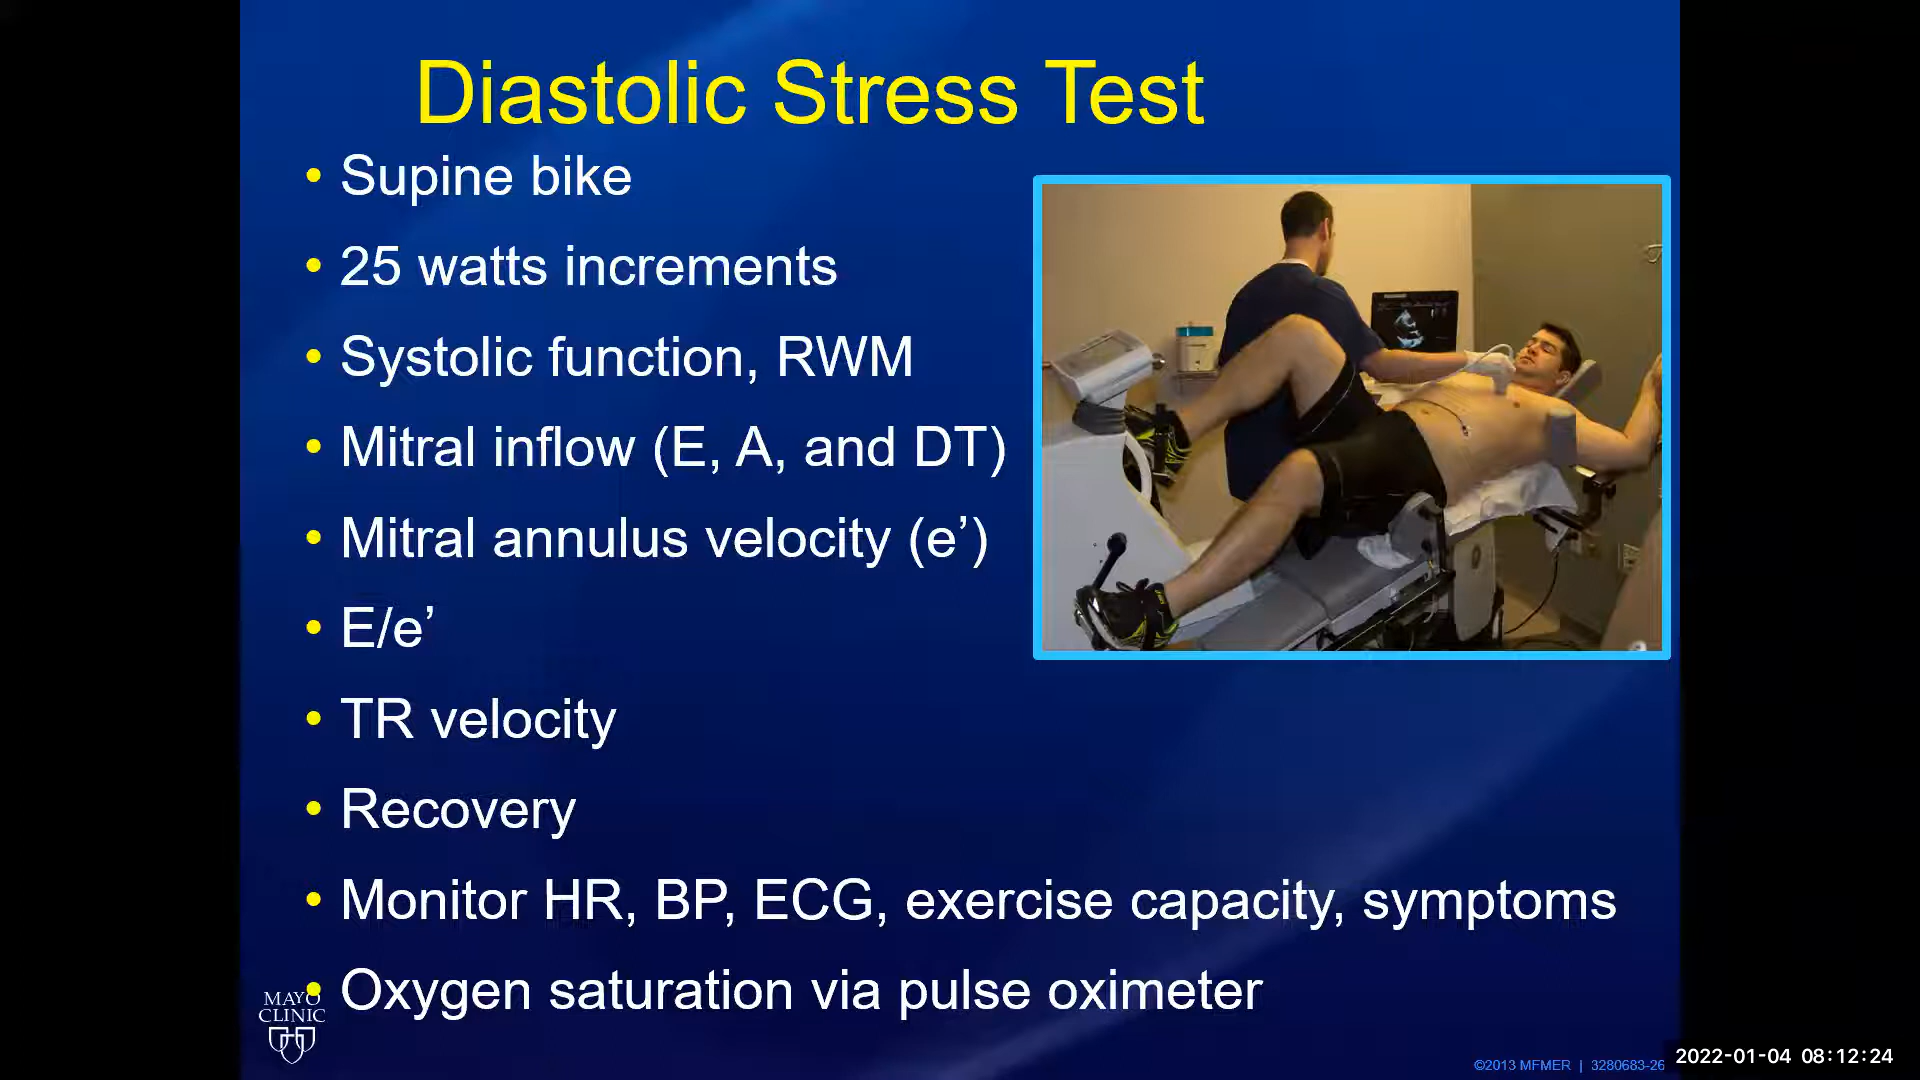 Diastolic Stress Test
• Supine bike
• 25 watts increments
• Systolic function, RWM
• Mitral inflow (E, A, and DT)
• Mitral annulus velocity (e’)
• E/e’
• TR velocity
• Recovery
• Monitor HR, BP, ECG, exercise capacity, symptoms
• Oxygen saturation via pulse oximeter
MAYO
CLINIC
©2013 MFMER | 3280683-26
2022-01-04 08:12:24